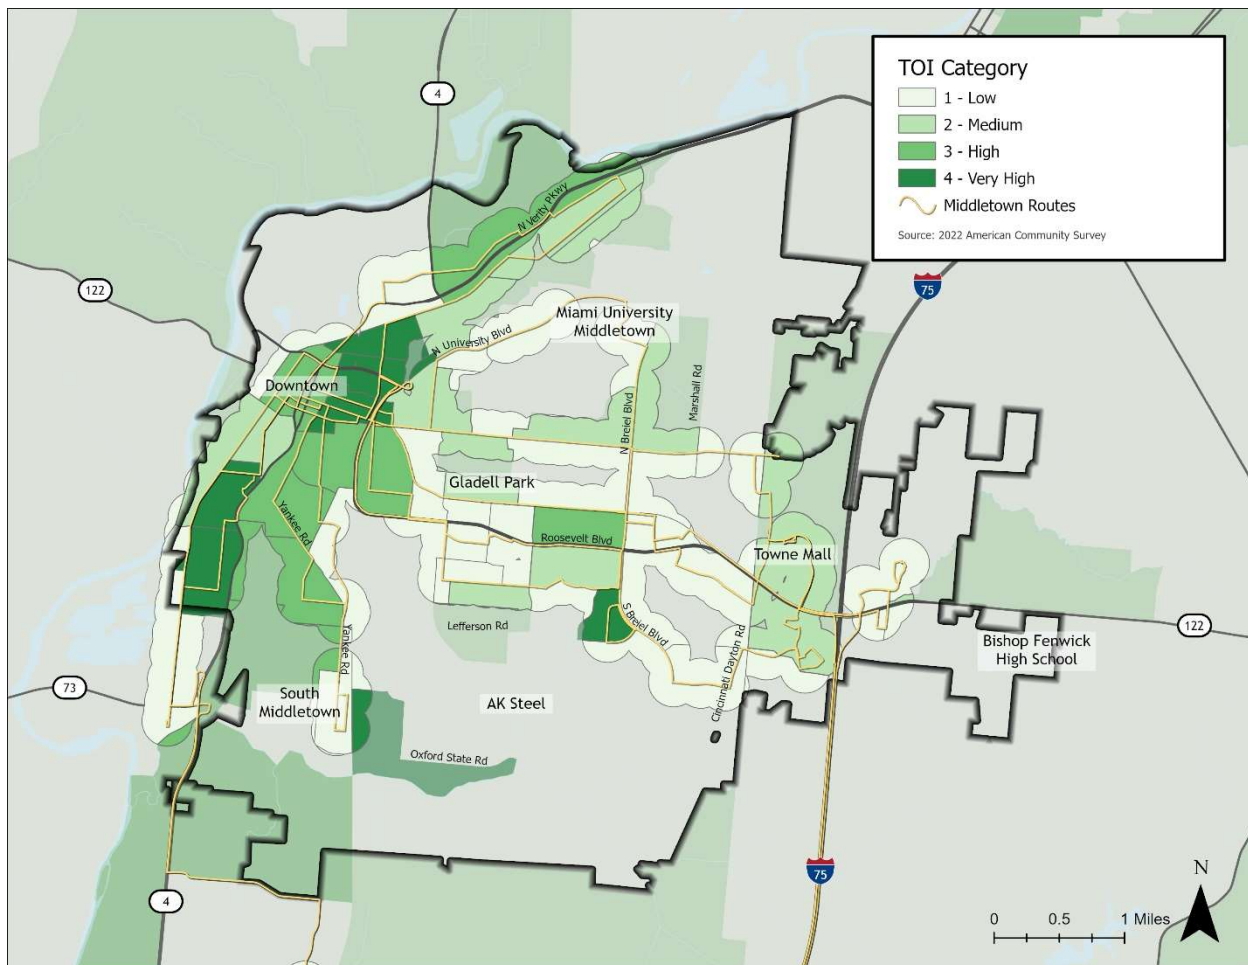 TOI Category
1 - Low
2 - Medium
3 - High
4 - Very High
Middletown Routes
Source: 2022 American Community Survey
4
122
75
N Verity Pkwy
Miami University
Middletown
N University Blvd
Downtown
Marshall Rd
N Breiel Blvd
Gladell Park
Yankee Rd
Roosevelt Blvd
Towne Mall
Lefferson Rd
S Breiel Blvd
122
Yankee Rd
Cincinnati Dayton Rd
Bishop Fenwick
High School
73
South
Middletown
AK Steel
Oxford State Rd
75
4
N
0 0.5 1 Miles